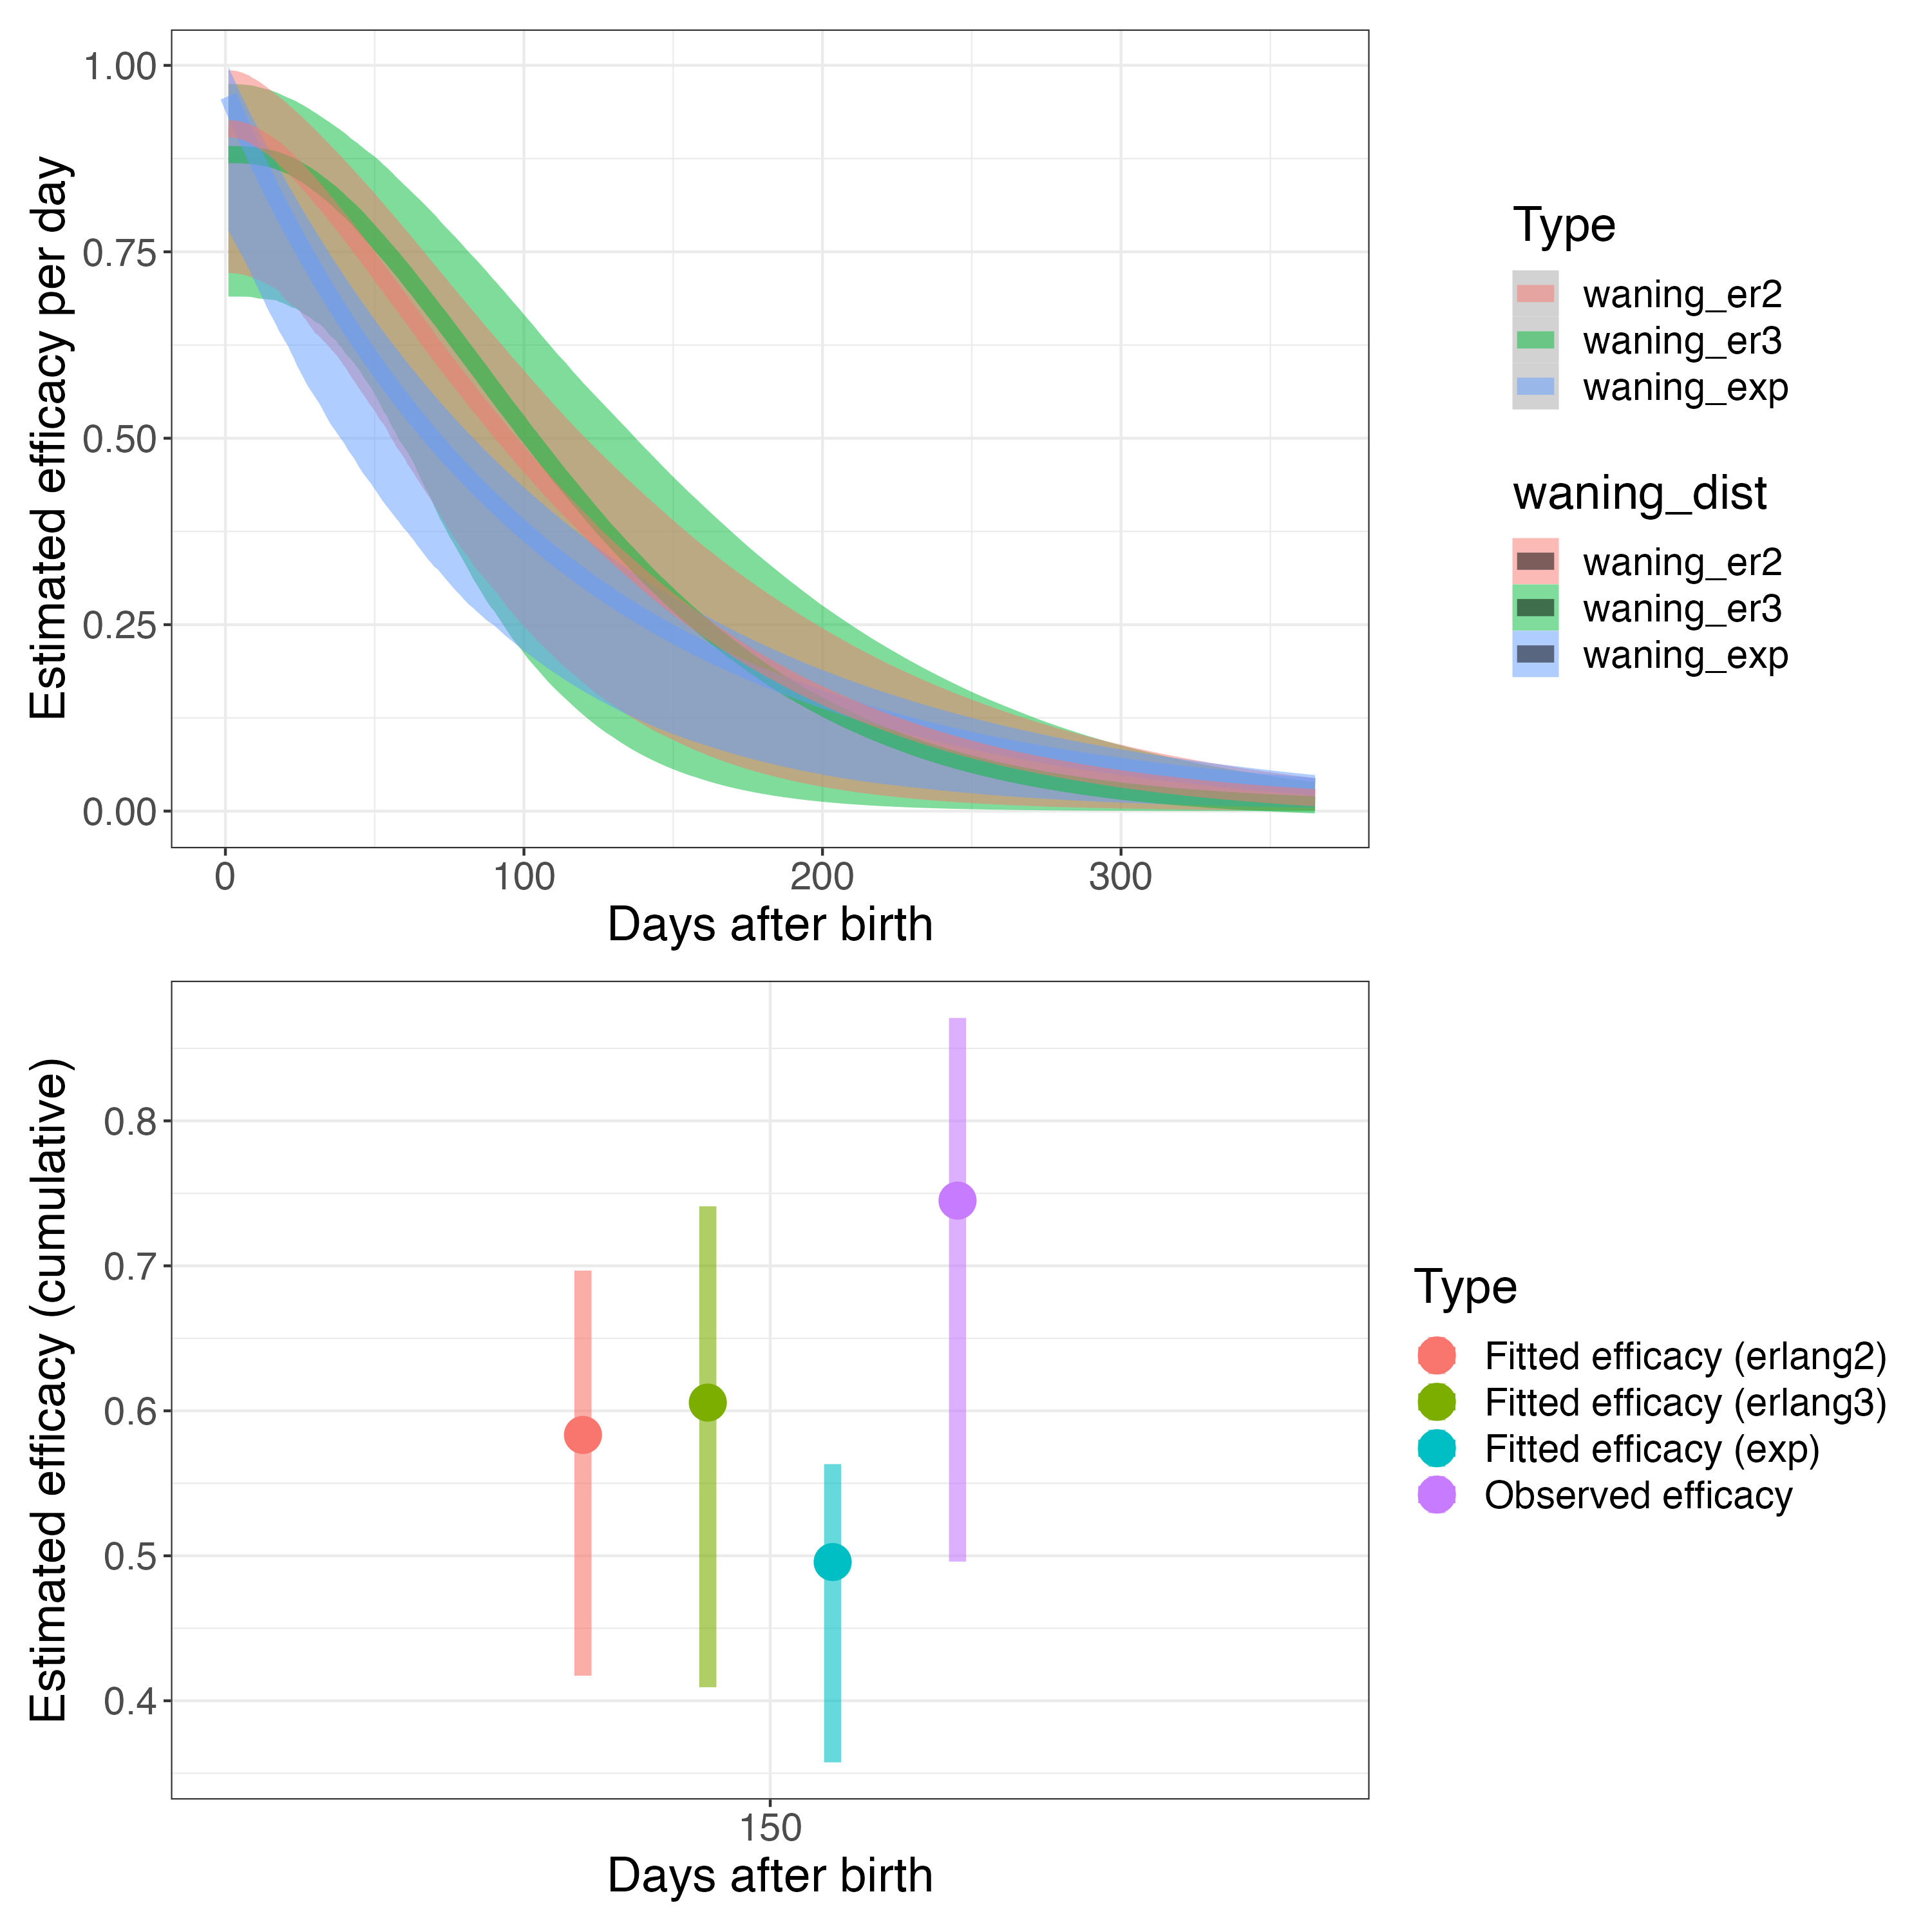 Estimated efficacy per day
1.00
0.75
0.50
0.25
0.00
0
100
200
300
Days after birth
Type
waning_er2
waning_er3
waning_exp
waning_dist
waning_er2
waning_er3
waning_exp
Estimated efficacy (cumulative)
0.8
0.7
0.6
0.5
0.4
150
Days after birth
Type
Fitted efficacy (erlang2)
Fitted efficacy (erlang3)
Fitted efficacy (exp)
Observed efficacy